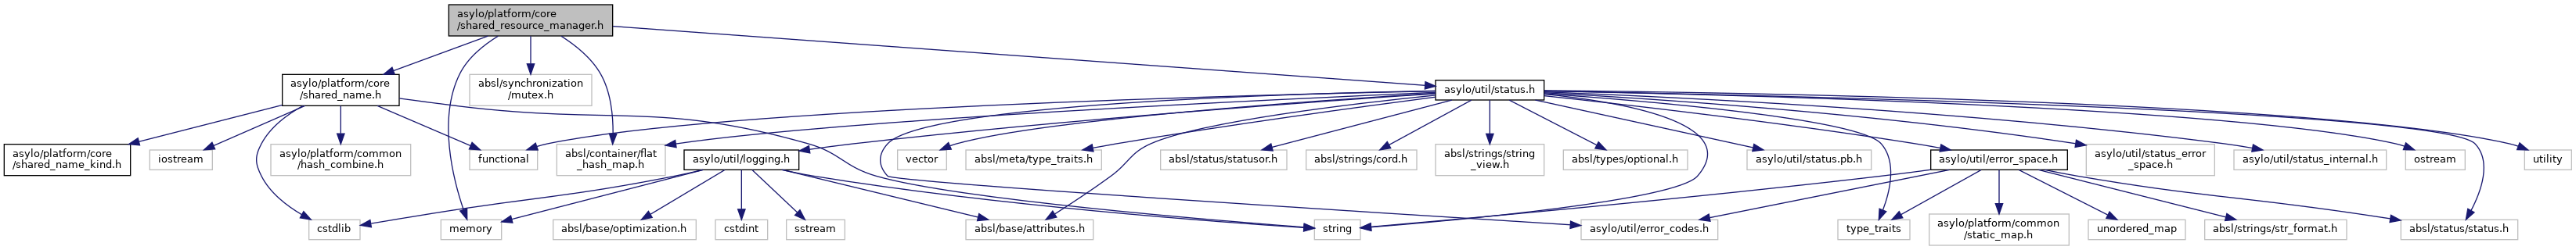 asylo/platform/core
/shared_resource_manager.h
asylo/platform/core
/shared_name.h
absl/synchronization
/mutex.h
asylo/util/status.h
asylo/platform/core
/shared_name_kind.h
iostream
asylo/platform/common
/hash_combine.h
functional
absl/container/flat
_hash_map.h
asylo/util/logging.h
vector
absl/meta/type_traits.h
absl/status/statusor.h
absl/strings/cord.h
absl/strings/string
_view.h
absl/types/optional.h
asylo/util/status.pb.h
asylo/util/error_space.h
asylo/util/status_error
_space.h
asylo/util/status_internal.h
ostream
utility
cstdlib
memory
absl/base/optimization.h
cstdint
sstream
absl/base/attributes.h
string
asylo/util/error_codes.h
type_traits
asylo/platform/common
/static_map.h
unordered_map
absl/strings/str_format.h
absl/status/status.h